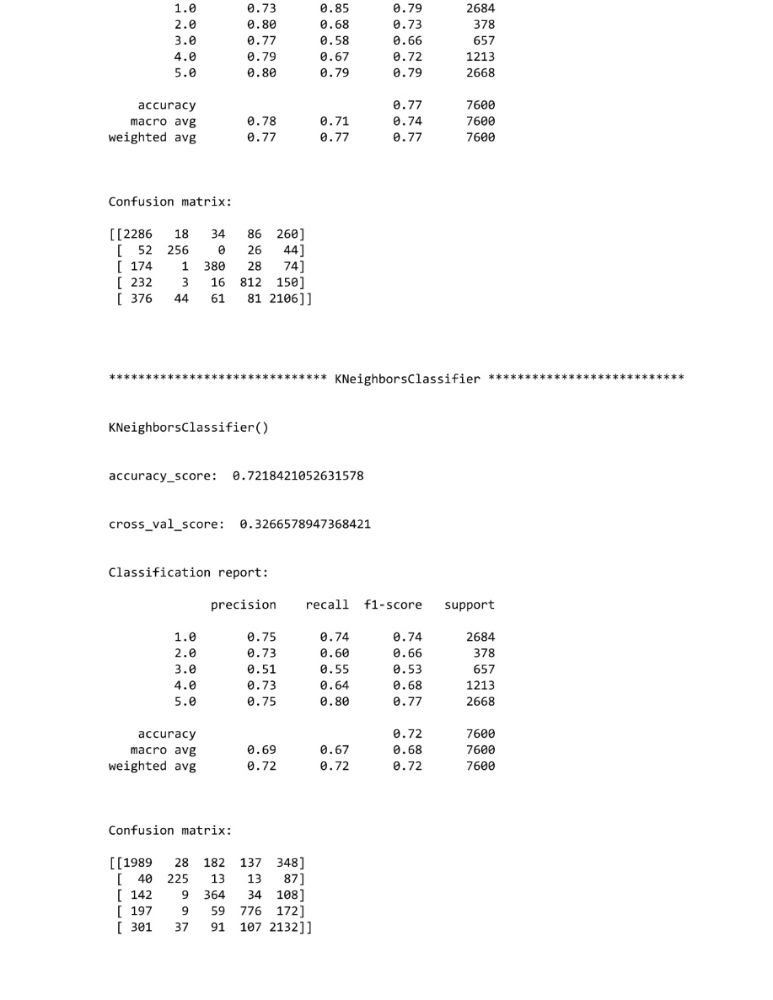 1.0 0.73 0.85 0.79 2684
2.0 0.80 0.68 0.73 378
3.0 0.77 0.58 0.66 657
4.0 0.79 0.67 0.72 1213
5.0 0.80 0.79 0.79 2668
accuracy 0.77 7600
macro avg 0.78 0.71 0.74 7600
weighted avg 0.77 0.77 0.77 7600
Confusion matrix:
[[2286 18 34 86 260]
[ 52 256 0 26 44]
[ 174 1 380 28 74]
[ 232 3 16 812 150]
[ 376 44 61 81 2106]]
****************************** KNeighborsClassifier ***************************
KNeighborsClassifier()
accuracy_score: 0.7218421052631578
cross_val_score: 0.3266578947368421
Classification report:
precision recall f1-score support
1.0 0.75 0.74 0.74 2684
2.0 0.73 0.60 0.66 378
3.0 0.51 0.55 0.53 657
4.0 0.73 0.64 0.68 1213
5.0 0.75 0.80 0.77 2668
accuracy 0.72 7600
macro avg 0.69 0.67 0.68 7600
weighted avg 0.72 0.72 0.72 7600
Confusion matrix:
[[1989 28 182 137 348]
[ 40 225 13 13 87]
[ 142 9 364 34 108]
[ 197 9 59 776 172]
[ 301 37 91 107 2132]]